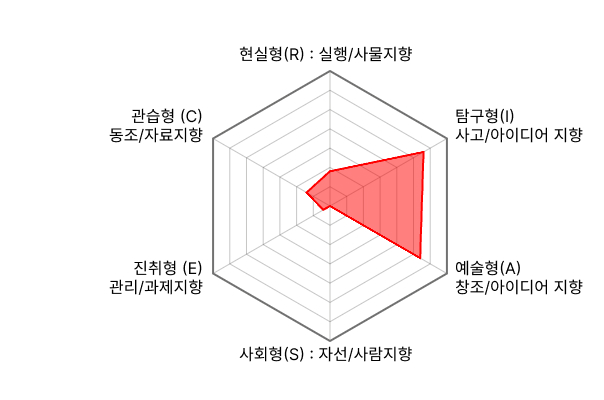 현실형(R) : 실행/사물지향
관습형 (C)
동조/자료지향
탐구형(I)
사고/아이디어 지향
진취형 (E)
관리/과제지향
예술형(A)
창조/아이디어 지향
사회형(S) : 자선/사람지향